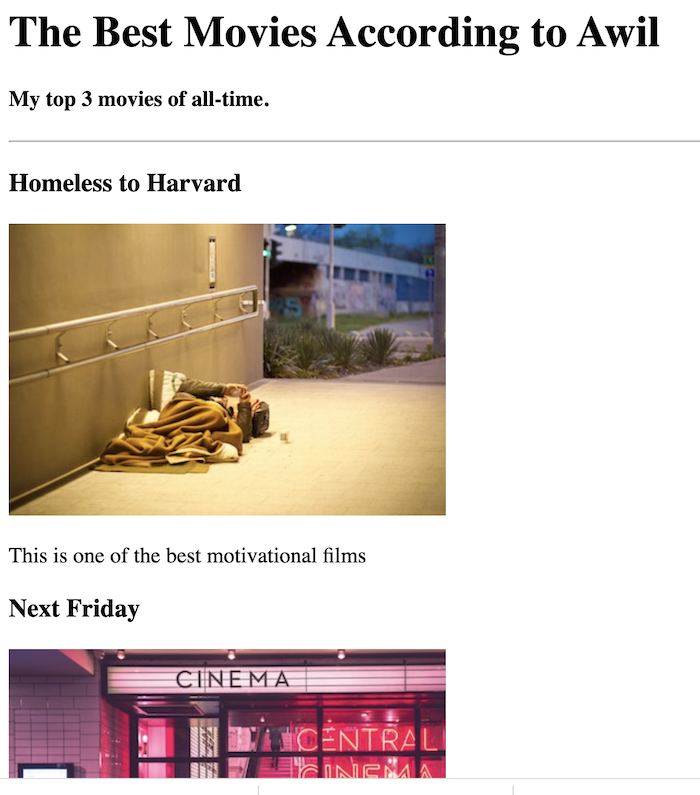 The Best Movies According to Awil
My top 3 movies of all-time.
Homeless to Harvard
This is one of the best motivational films
Next Friday
CINEMA
CENTRAL
CINEMA